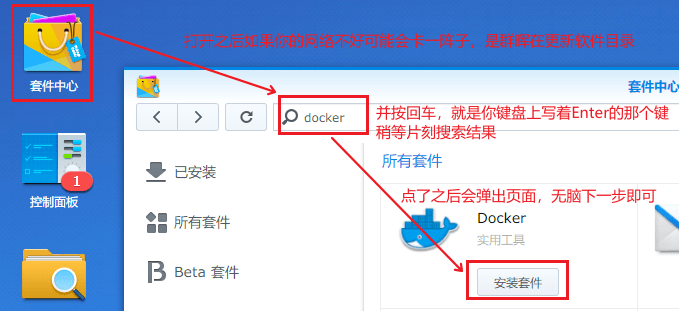 打开之后如果你的网络不好可能会卡一阵子，是群晖在更新软件目录
套件中心
套件中心
docker
并按回车，就是你键盘上写着Enter的那个键
稍等片刻搜索结果
已安装
所有套件
点了之后会弹出页面，无脑下一步即可
1
控制面板
所有套件
Docker
实用工具
Beta 套件
安装套件